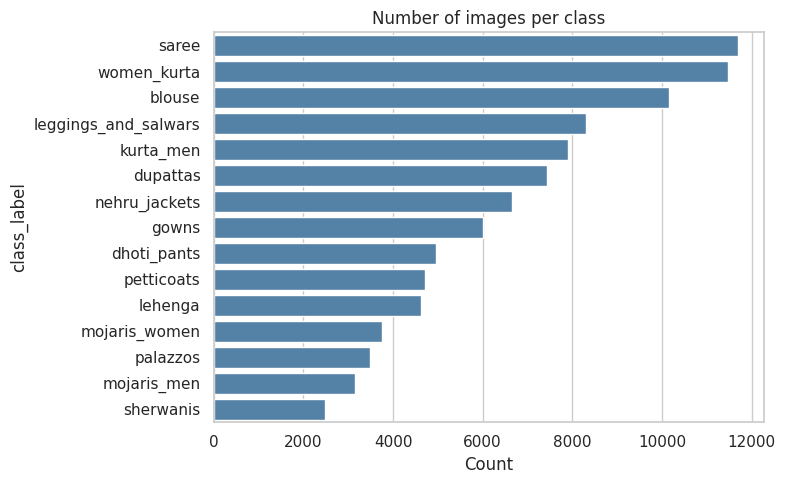 Number of images per class
saree
women_kurta
blouse
leggings_and_salwars
kurta_men
dupattas
nehru_jackets
gowns
dhoti_pants
petticoats
lehenga
mojaris_women
palazzos
mojaris_men
sherwanis
class_label
0 2000 4000 6000 8000 10000 12000
Count